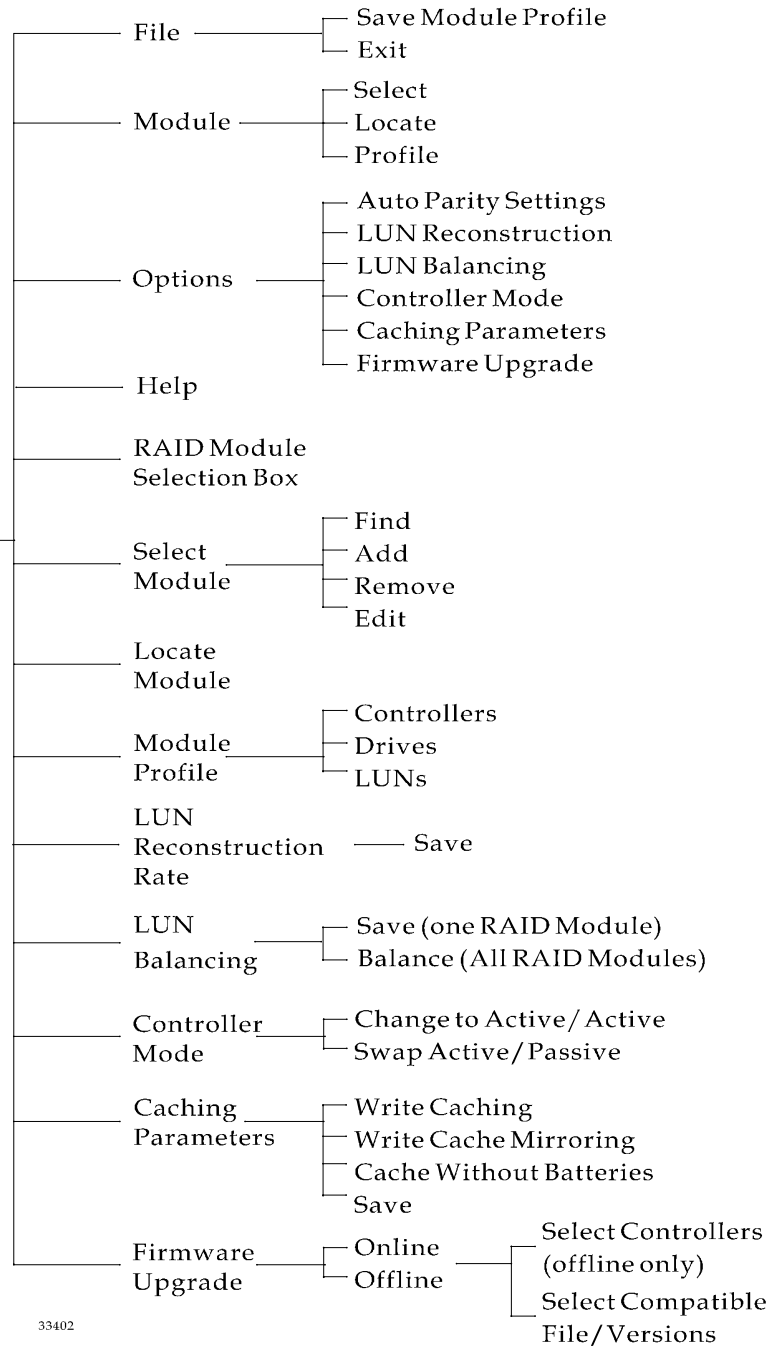 File
Save Module Profile
Exit
Module
Select
Locate
Profile
Options
Auto Parity Settings
LUN Reconstruction
LUN Balancing
Controller Mode
Caching Parameters
Firmware Upgrade
Help
RAID Module
Selection Box
Select
Module
Find
Add
Remove
Edit
Locate
Module
Module
Profile
Controllers
Drives
LUNs
LUN
Reconstruction
Rate
Save
LUN
Balancing
Save (one RAID Module)
Balance (All RAID Modules)
Controller
Mode
Change to Active/Active
Swap Active/Passive
Caching
Parameters
Write Caching
Write Cache Mirroring
Cache Without Batteries
Save
Firmware
Upgrade
Online
Offline
Select Controllers
(offline only)
Select Compatible
File/Versions
33402